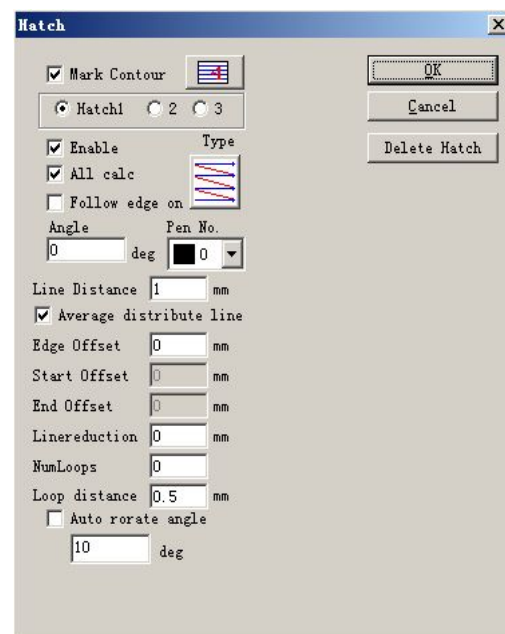 Hatch
Mark Contour
OK
Hatch1 2 3
Cancel
Enable Type
Delete Hatch
All calc
Follow edge on
Angle Pen No.
0 deg 0
Line Distance 1 mm
Average distribute line
Edge Offset 0 mm
Start Offset 0 mm
End Offset 0 mm
Linereduction 0 mm
NumLoops 0
Loop distance 0.5 mm
Auto rorate angle
10 deg